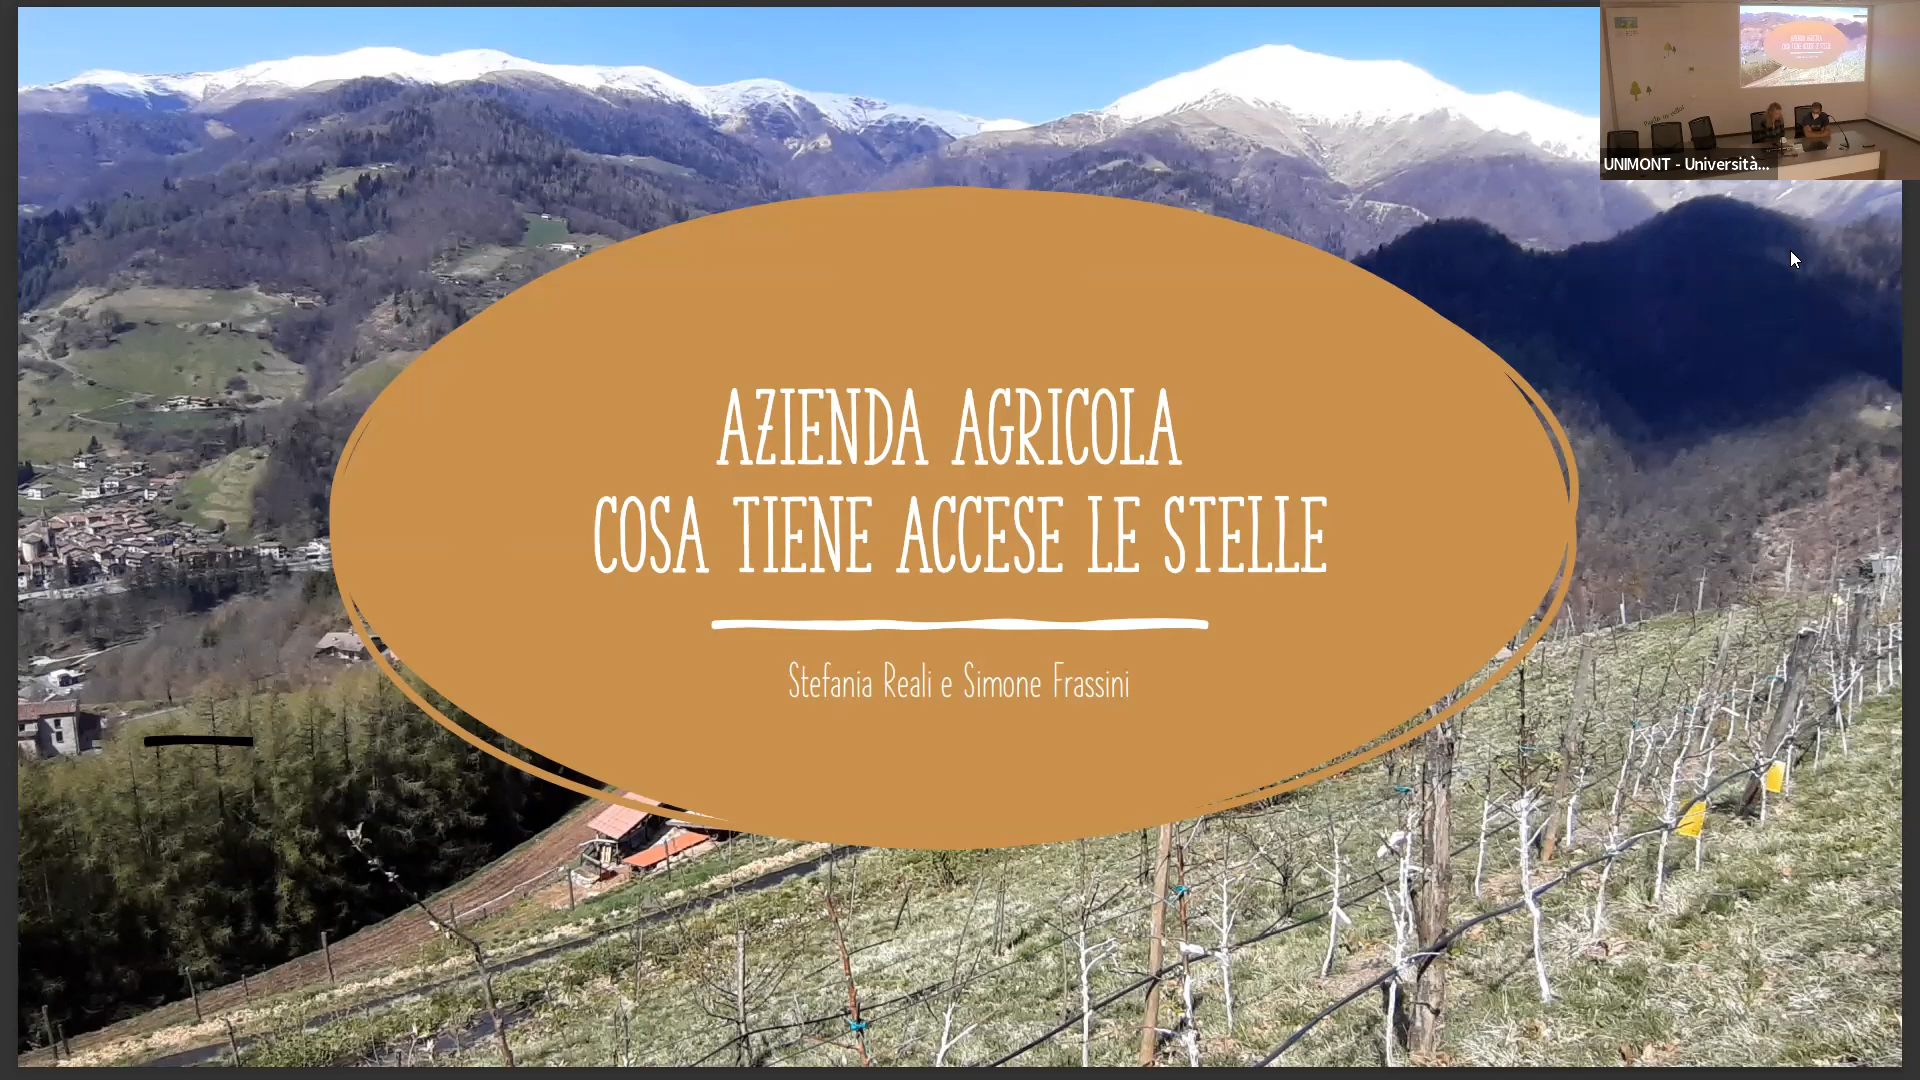 AZIENDA AGRICOLA
COSA TIENE ACCESE LE STELLE
Stefania Reali e Simone Frassini
UNIMONT - Università...